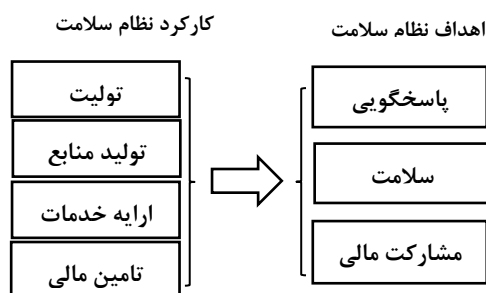 اهداف نظام سلامت
کارکرد نظام سلامت
پاسخگویی
سلامت
مشارکت مالی
تولیت
تولید منابع
ارایه خدمات
تامین مالی